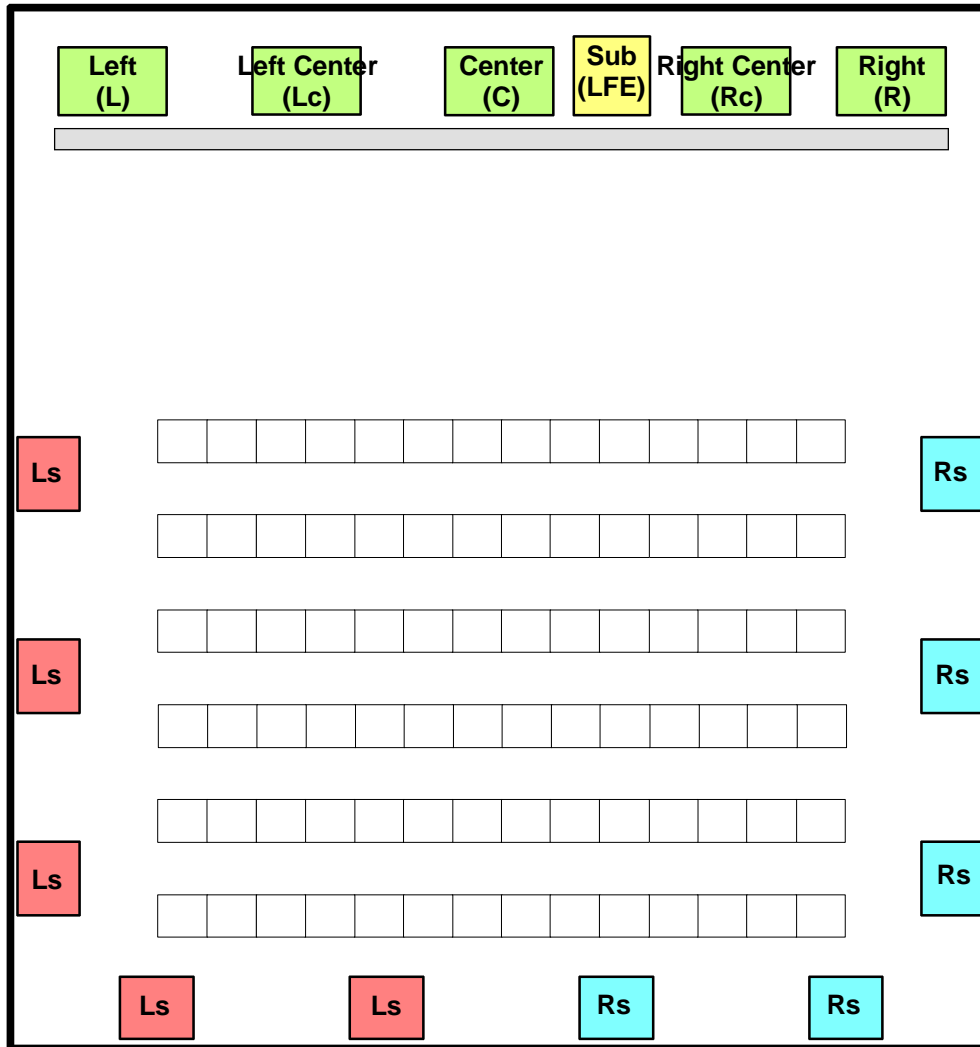 Left
(L)
Left Center
(Lc)
Center
(C)
Sub
(LFE)
Right Center
(Rc)
Right
(R)
Ls
Rs
Ls
Rs
Ls
Rs
Ls
Ls
Rs
Rs